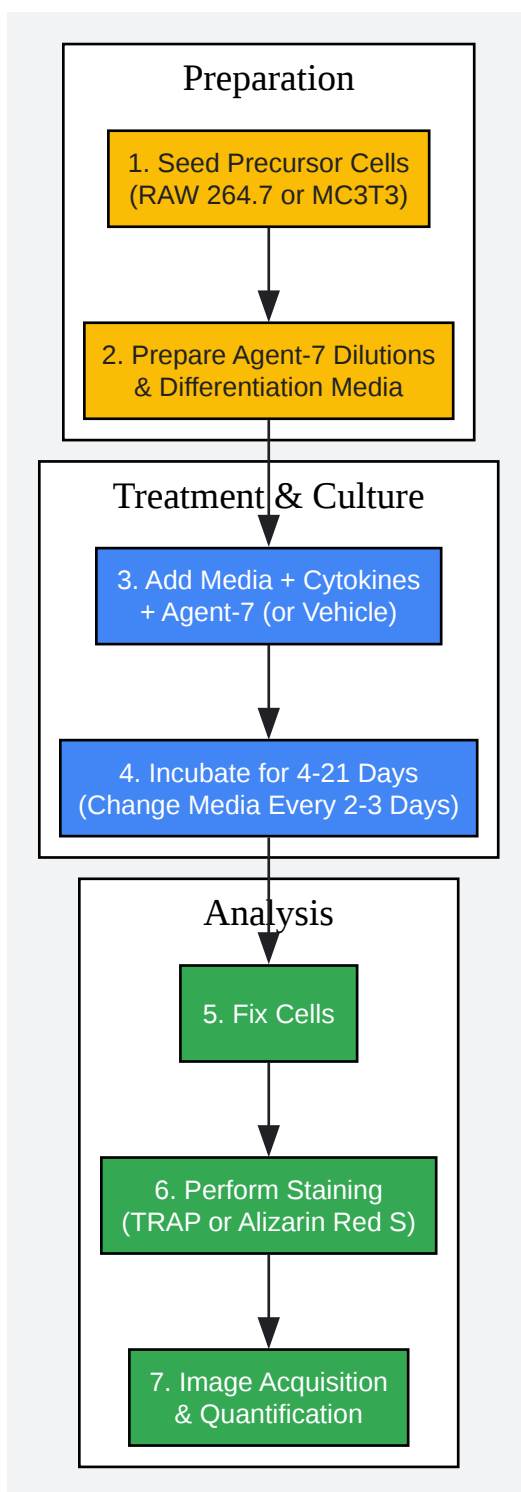 Preparation
1. Seed Precursor Cells
(RAW 264.7 or MC3T3)
2. Prepare Agent-7 Dilutions
& Differentiation Media
Treatment & Culture
3. Add Media + Cytokines
+ Agent-7 (or Vehicle)
4. Incubate for 4-21 Days
(Change Media Every 2-3 Days)
Analysis
5. Fix Cells
6. Perform Staining
(TRAP or Alizarin Red S)
7. Image Acquisition
& Quantification